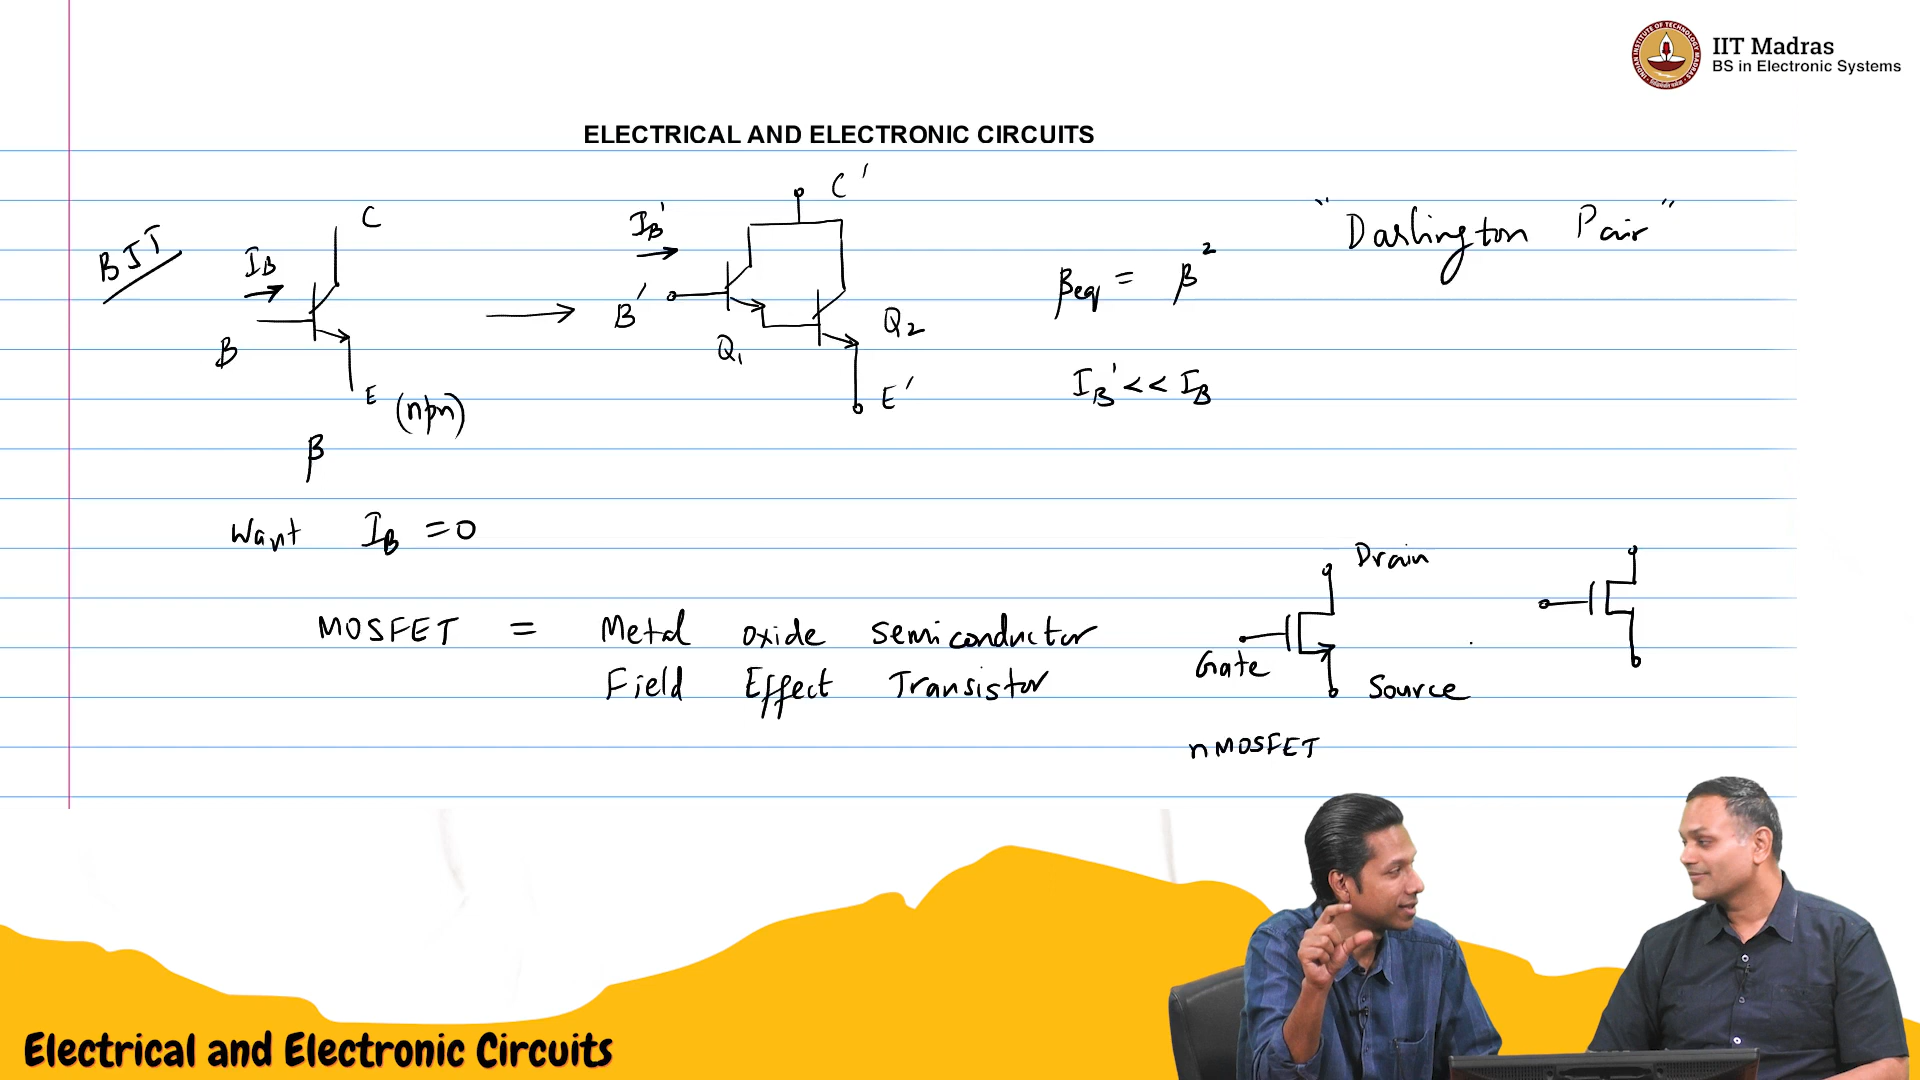 IIT Madras
BS in Electronic Systems
ELECTRICAL AND ELECTRONIC CIRCUITS
BJT
IB
C
B
E
(npn)
β
IB'
C'
B'
Q1
Q2
E'
βeq = β²
IB' << IB
"Darlington Pair"
Want IB = 0
MOSFET = Metal oxide semiconductor
Field Effect Transistor
Drain
Gate
Source
nMOSFET
Electrical and Electronic Circuits